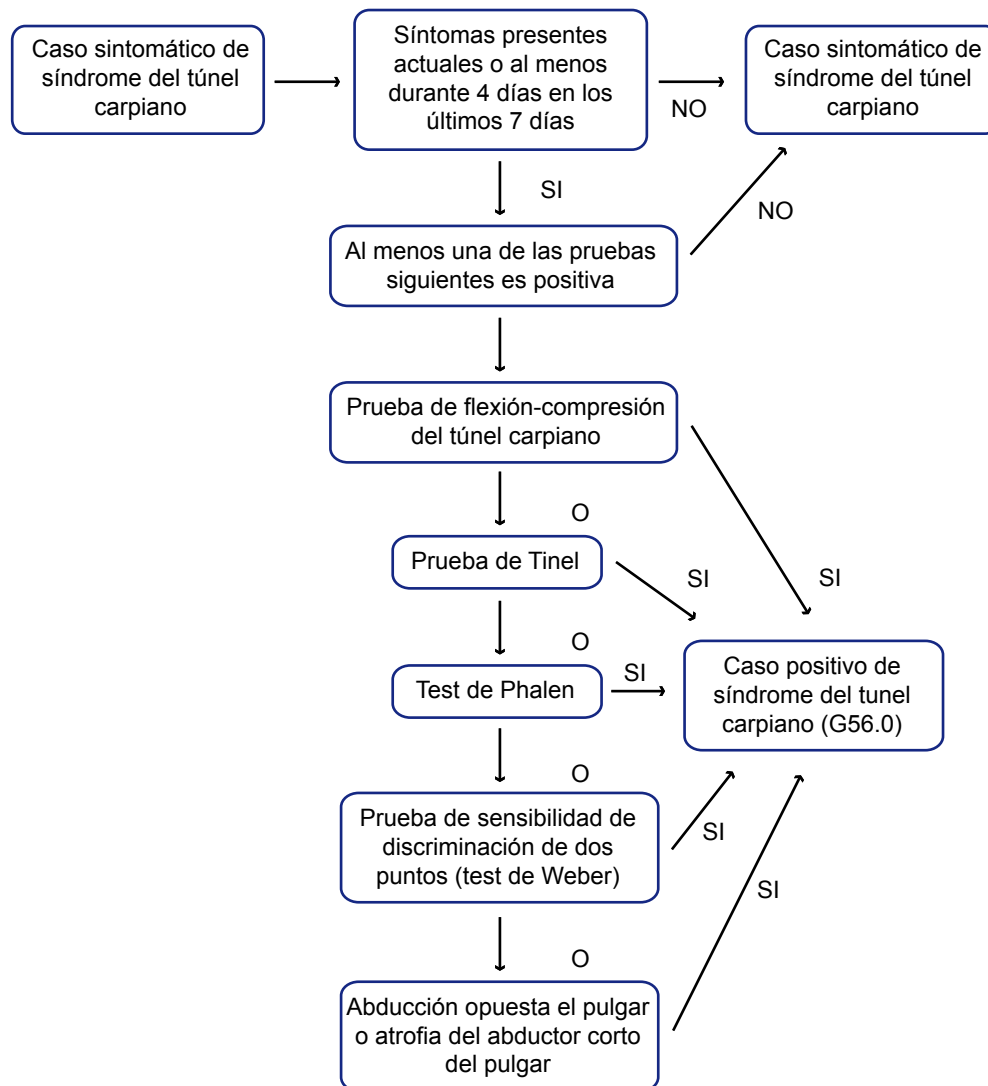 Caso sintomático de
síndrome del túnel
carpiano
Síntomas presentes
actuales o al menos
durante 4 días en los
últimos 7 días
NO
Caso sintomático de
síndrome del túnel
carpiano
SI
NO
Al menos una de las pruebas
siguientes es positiva
Prueba de flexión-compresión
del túnel carpiano
SI
O
Prueba de Tinel
SI
O
Test de Phalen
SI
Caso positivo de
síndrome del tunel
carpiano (G56.0)
O
Prueba de sensibilidad de
discriminación de dos
puntos (test de Weber)
SI
SI
O
Abducción opuesta el pulgar
o atrofia del abductor corto
del pulgar